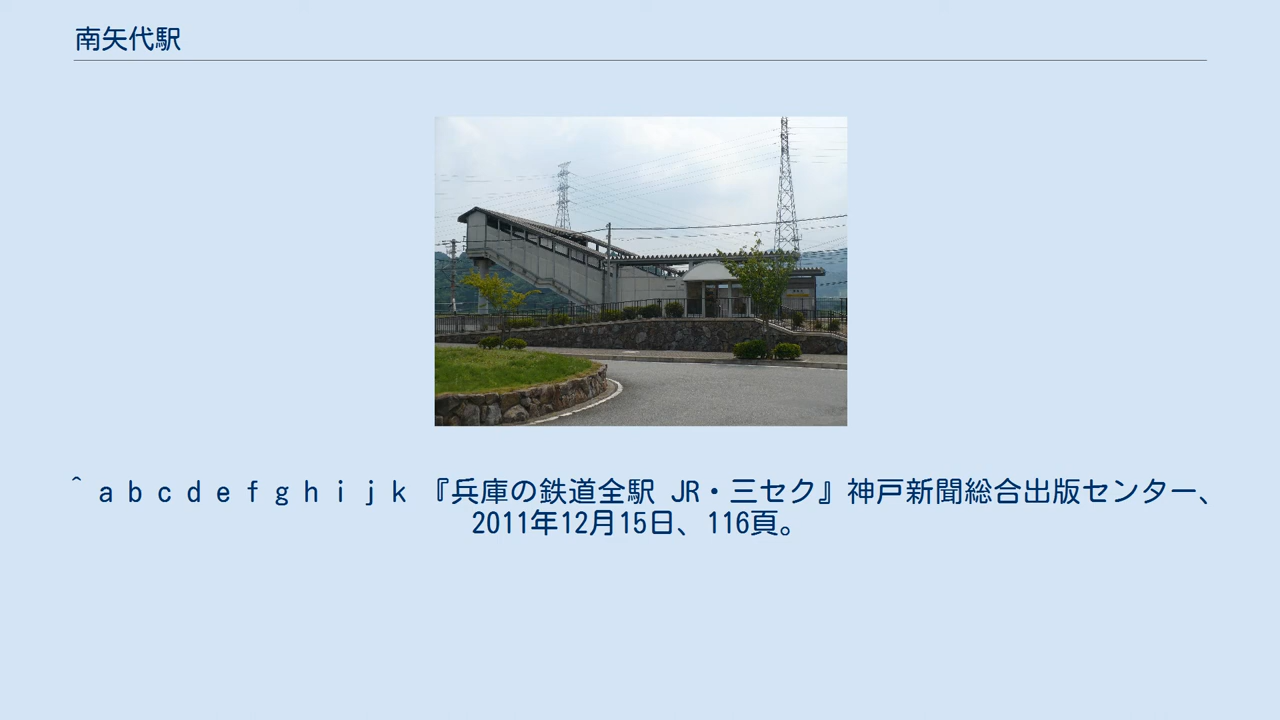 南矢代駅
^ a b c d e f g h i j k 『兵庫の鉄道全駅 JR・三セク』神戸新聞総合出版センター、
2011年12月15日、116頁。